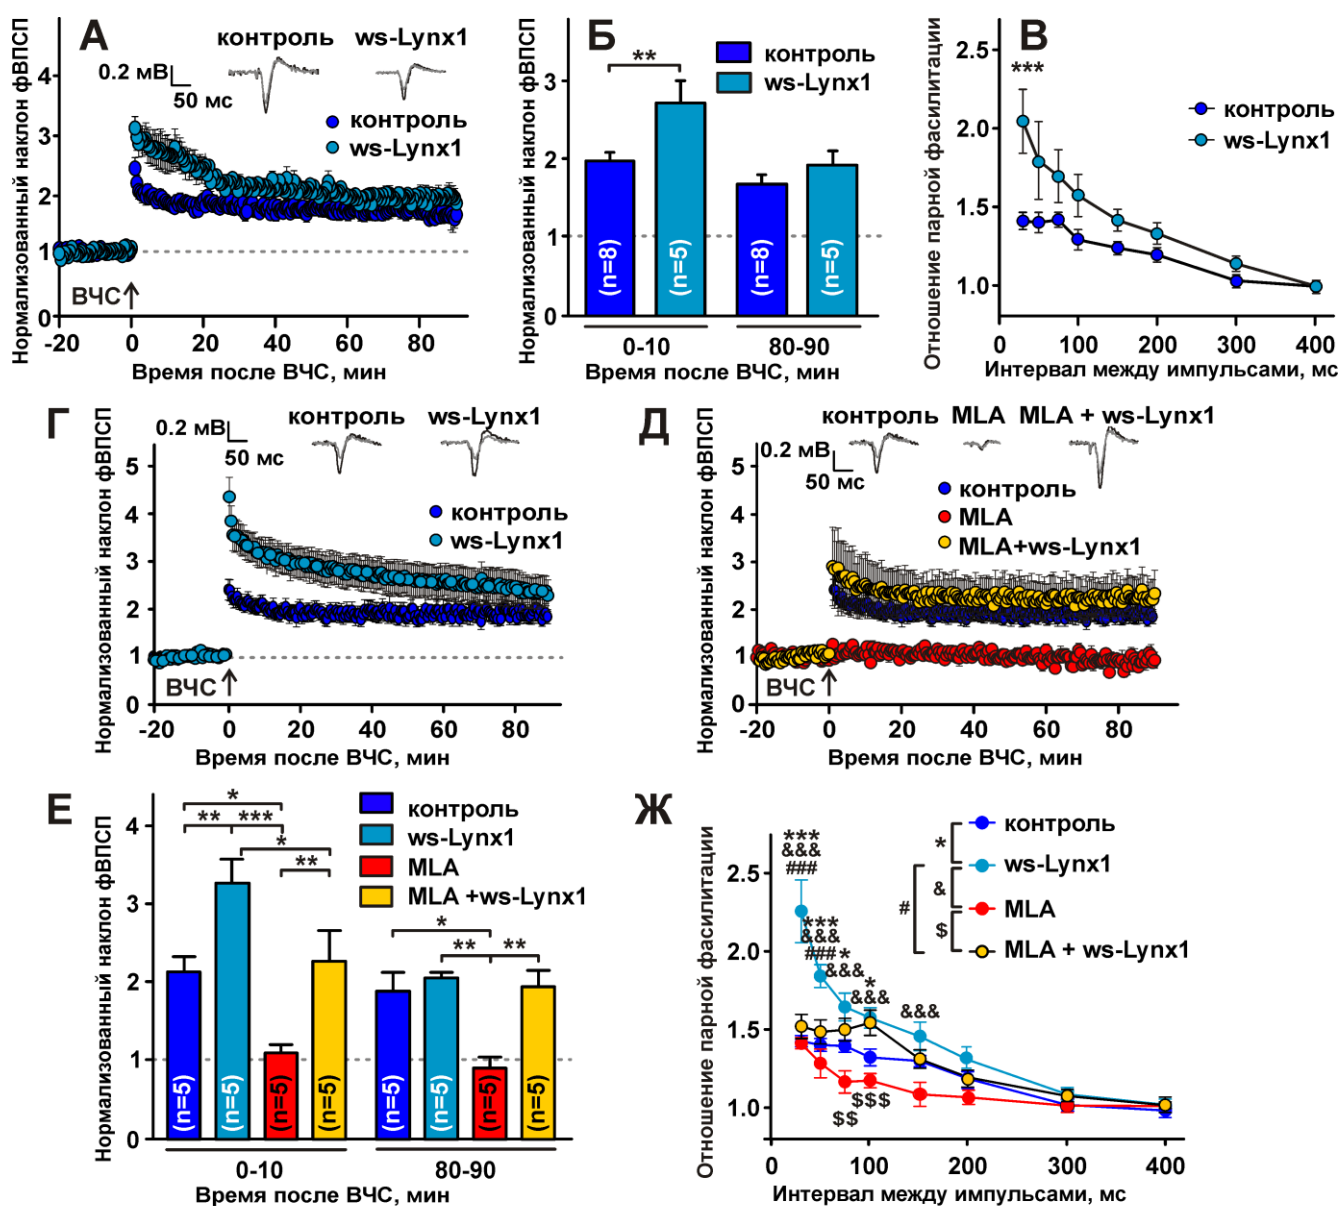 А
контроль ws-Lynx1
0.2 мВ
50 мс
контроль
ws-Lynx1
Нормализованный наклон фВПСП
4
3
2
1
0
ВЧС
-20 0 20 40 60 80
Время после ВЧС, мин
Б
контроль
ws-Lynx1
**
Нормализованный наклон фВПСП
3
2
1
0
(n=8) (n=5) (n=8) (n=5)
0-10 80-90
Время после ВЧС, мин
В
***
контроль
ws-Lynx1
Отношение парной фасилитации
2.5
2.0
1.5
1.0
0 100 200 300 400
Интервал между импульсами, мс
Г
контроль ws-Lynx1
0.2 мВ
50 мс
контроль
ws-Lynx1
Нормализованный наклон фВПСП
5
4
3
2
1
0
ВЧС
-20 0 20 40 60 80
Время после ВЧС, мин
Д
контроль MLA MLA + ws-Lynx1
0.2 мВ
50 мс
контроль
MLA
MLA+ws-Lynx1
Нормализованный наклон фВПСП
5
4
3
2
1
0
ВЧС
-20 0 20 40 60 80
Время после ВЧС, мин
Е
контроль
ws-Lynx1
MLA
MLA +ws-Lynx1
*
** ***
*
**
*
** **
Нормализованный наклон фВПСП
4
3
2
1
0
(n=5) (n=5) (n=5) (n=5) (n=5) (n=5) (n=5) (n=5)
0-10 80-90
Время после ВЧС, мин
Ж
контроль
ws-Lynx1
MLA
MLA + ws-Lynx1
*
&
#
$
***
&&&
###
***
&&&
###
*
&&&
*
&&&
&&&
$$
$$$
Отношение парной фасилитации
2.5
2.0
1.5
1.0
0 100 200 300 400
Интервал между импульсами, мс